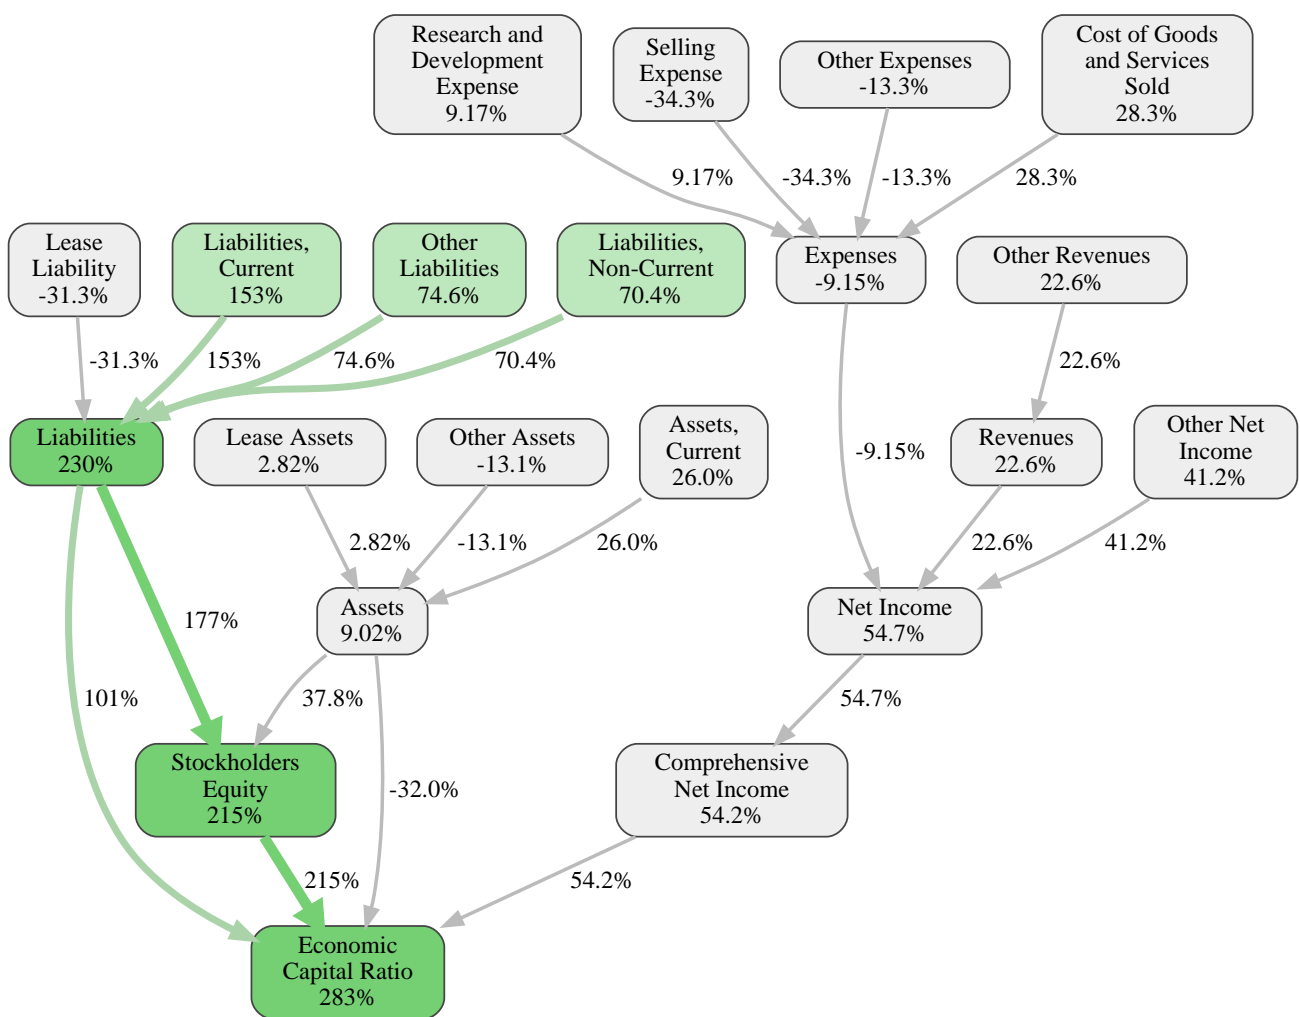 Research and
Development
Expense
9.17%
Selling
Expense
-34.3%
Other Expenses
-13.3%
Cost of Goods
and Services
Sold
28.3%
9.17%
-34.3%
-13.3%
28.3%
Lease
Liability
-31.3%
Liabilities,
Current
153%
Other
Liabilities
74.6%
Liabilities,
Non-Current
70.4%
Expenses
-9.15%
Other Revenues
22.6%
-31.3%
153%
74.6%
70.4%
22.6%
Liabilities
230%
Lease Assets
2.82%
Other Assets
-13.1%
Assets,
Current
26.0%
-9.15%
Revenues
22.6%
Other Net
Income
41.2%
2.82%
-13.1%
26.0%
22.6%
41.2%
177%
Assets
9.02%
Net Income
54.7%
101%
37.8%
54.7%
Stockholders
Equity
215%
-32.0%
Comprehensive
Net Income
54.2%
215%
54.2%
Economic
Capital Ratio
283%